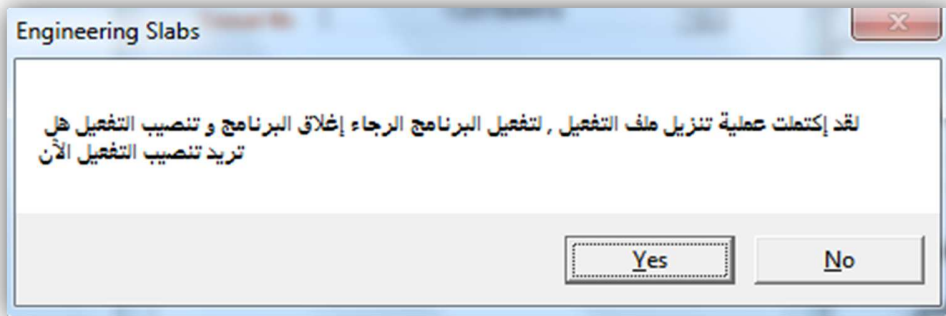 Engineering Slabs
لقد إكتملت عملية تنزيل ملف التفعيل , لتفعيل البرنامج الرجاء إغلاق البرنامج و تنصيب التفعيل هل
تريد تنصيب التفعيل الآن
Yes
No